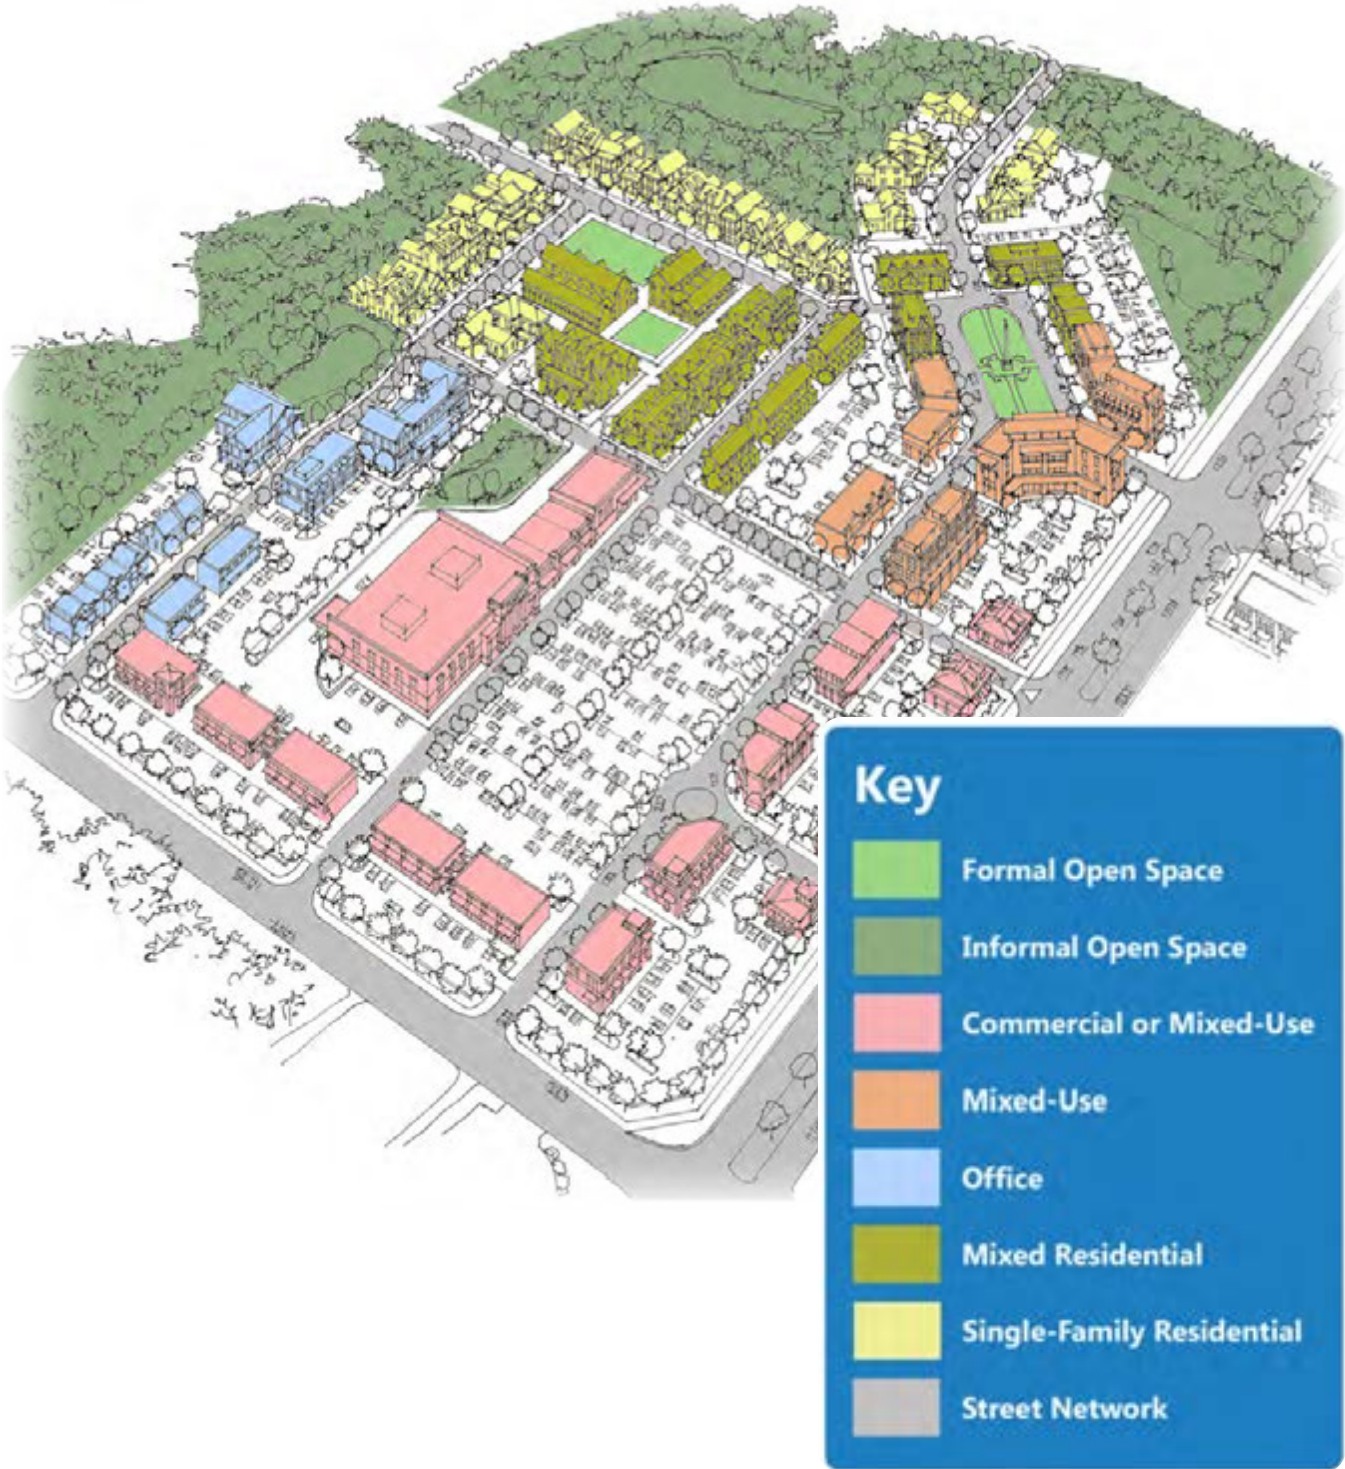 Key
Formal Open Space
Informal Open Space
Commercial or Mixed-Use
Mixed-Use
Office
Mixed Residential
Single-Family Residential
Street Network